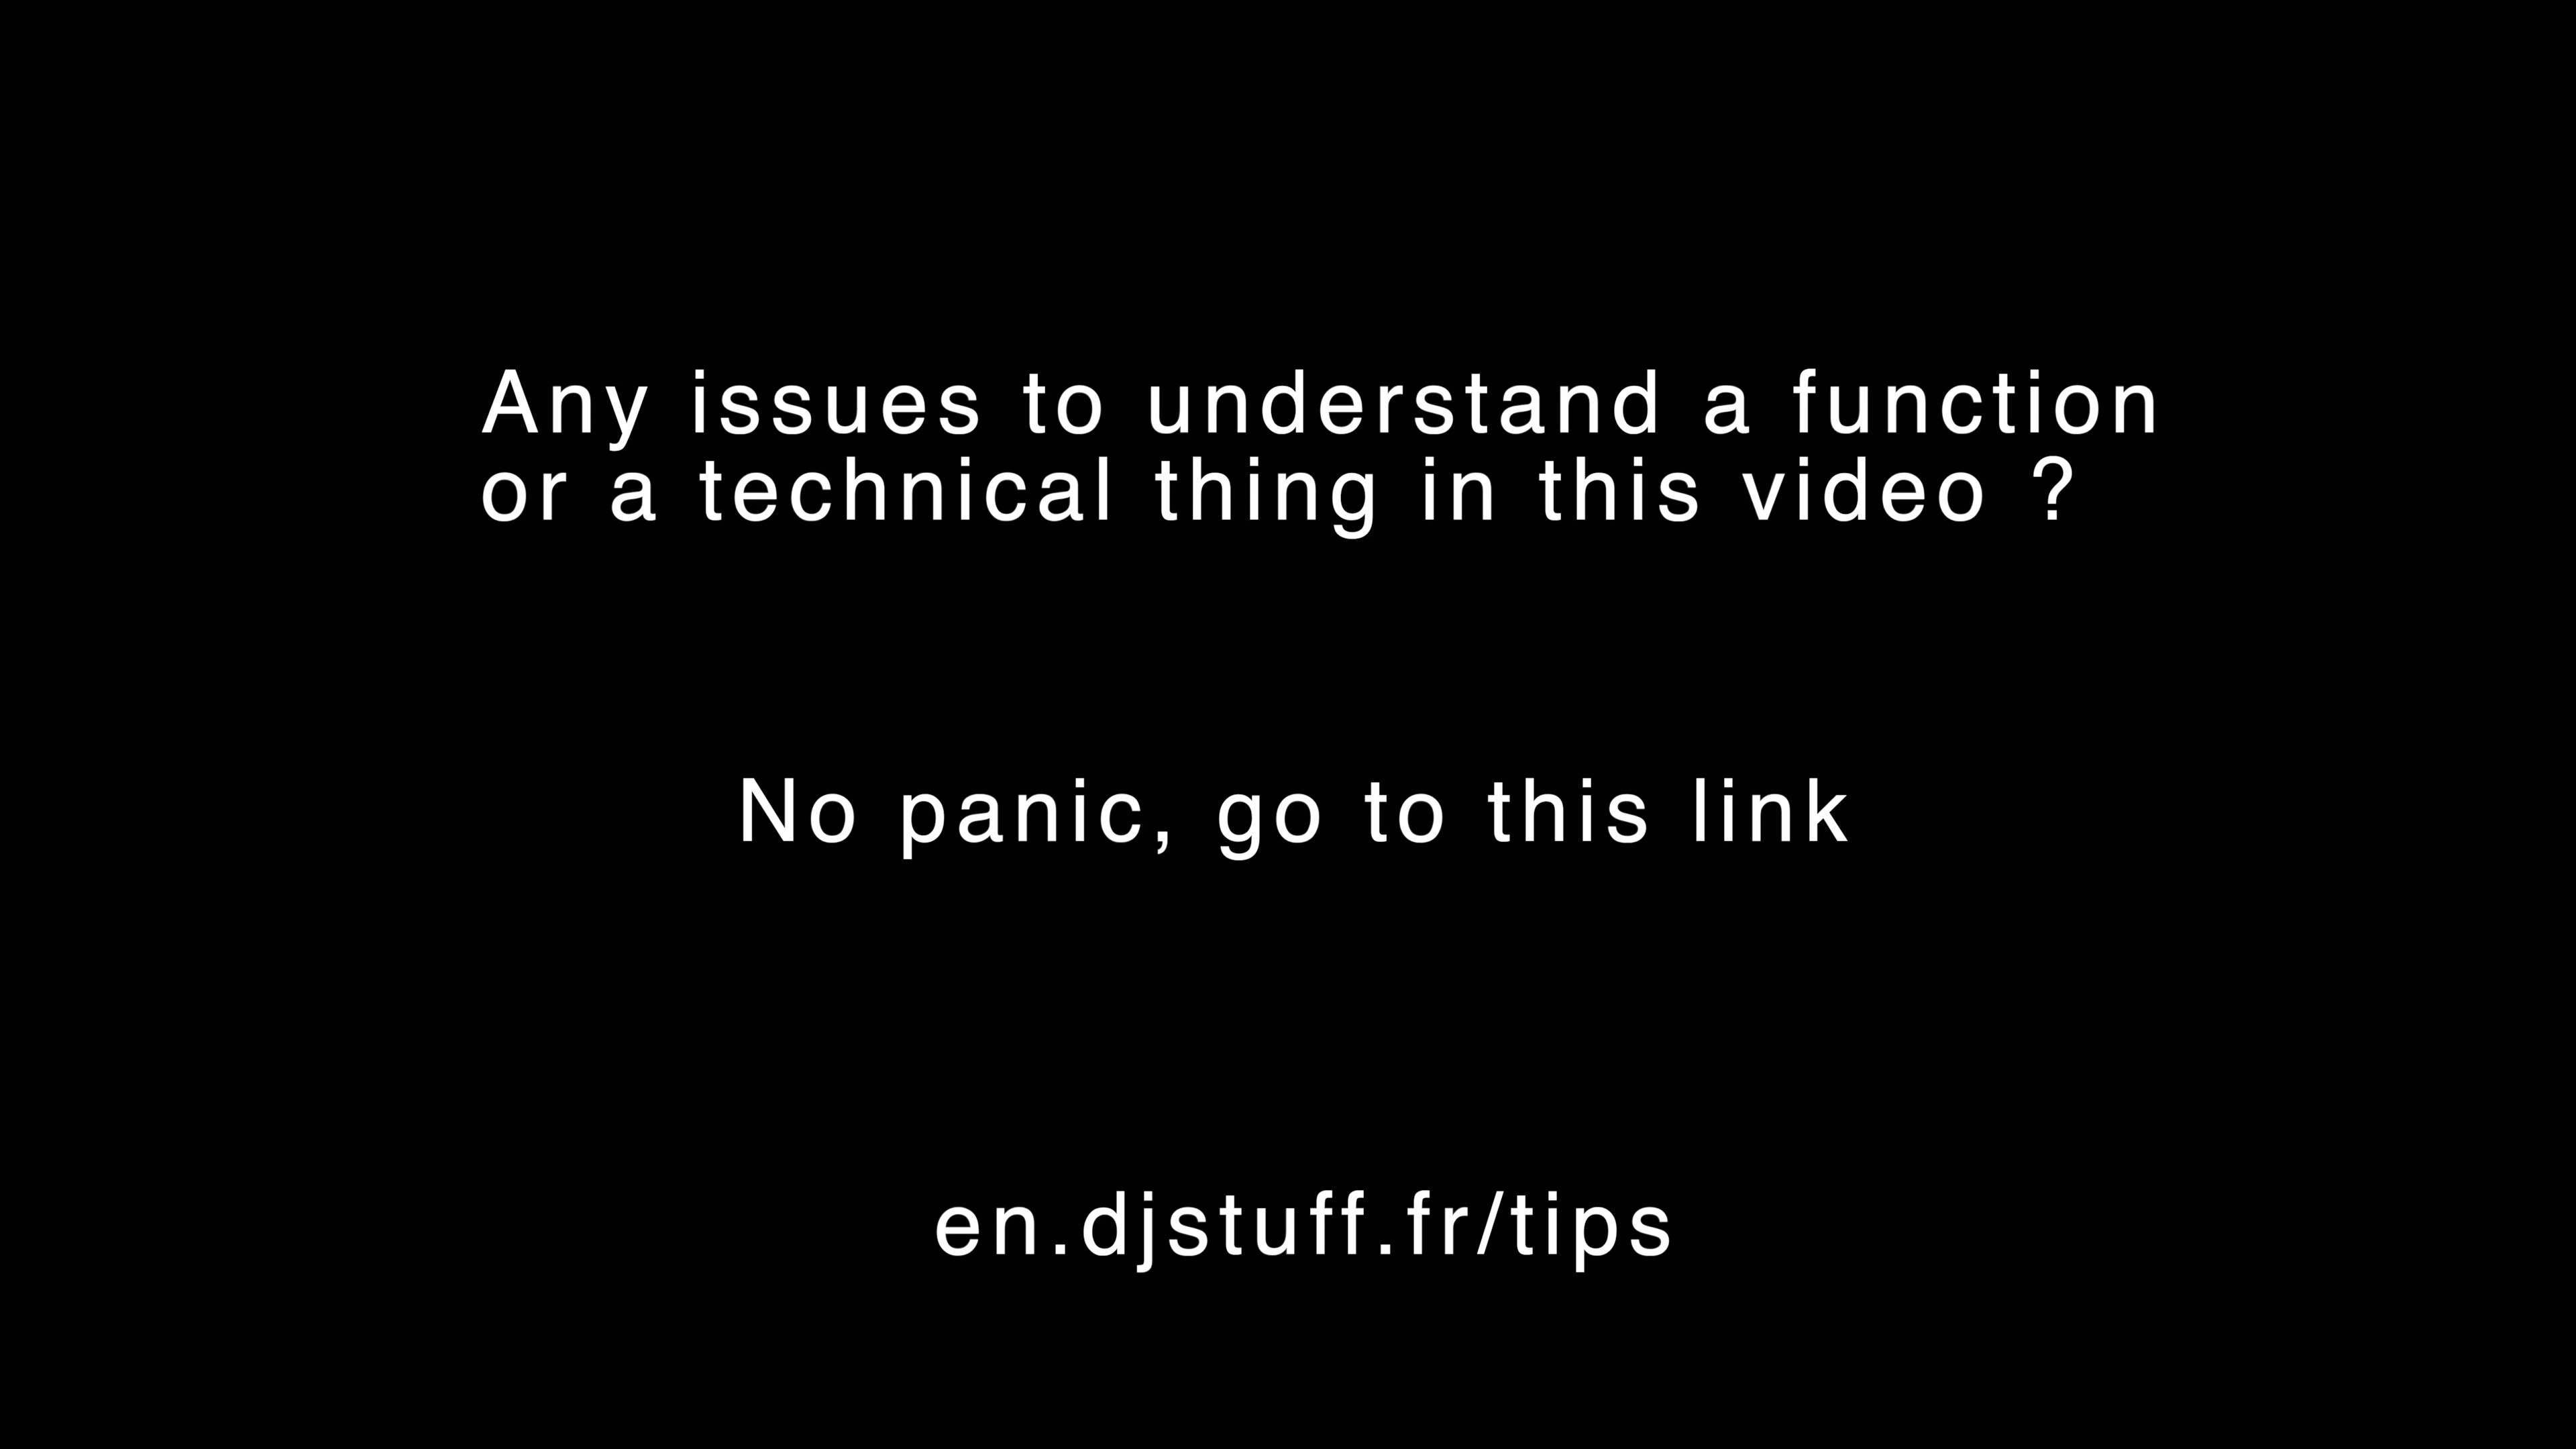 Any issues to understand a function
or a technical thing in this video ?
No panic, go to this link
en.djstuff.fr/tips